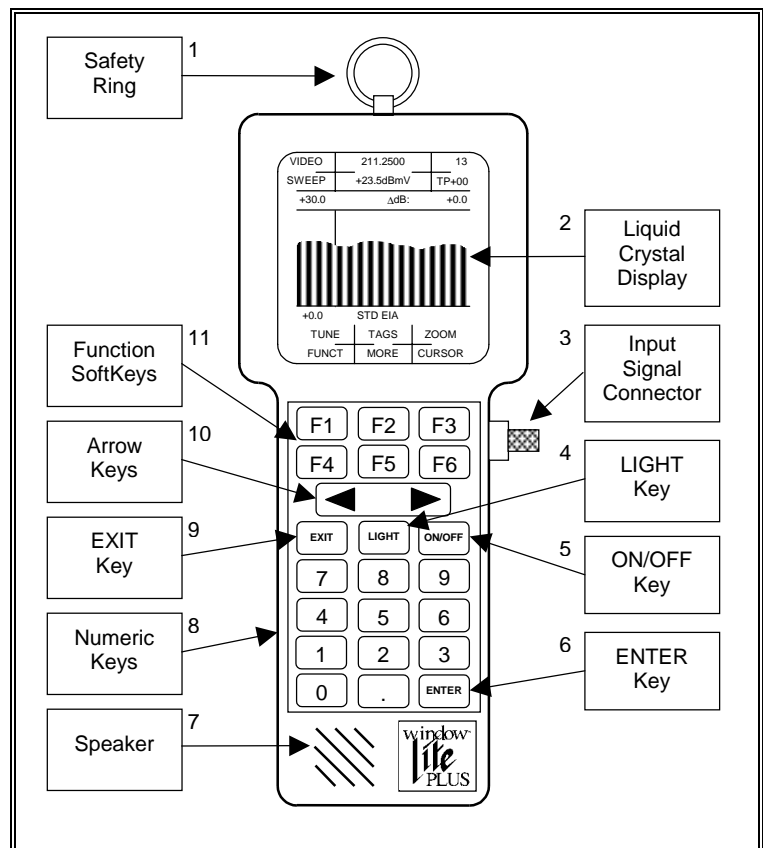 1
Safety
Ring
VIDEO 211.2500 13
SWEEP +23.5dBmV TP+00
+30.0 ΔdB: +0.0
+0.0 STD EIA
TUNE TAGS ZOOM
FUNCT MORE CURSOR
2
Liquid
Crystal
Display
11
Function
SoftKeys
3
Input
Signal
Connector
F1 F2 F3
F4 F5 F6
10
Arrow
Keys
4
LIGHT
Key
9
EXIT
Key
EXIT LIGHT ON/OFF
5
ON/OFF
Key
7 8 9
4 5 6
1 2 3
0 . ENTER
8
Numeric
Keys
6
ENTER
Key
7
Speaker
window
lite
PLUS